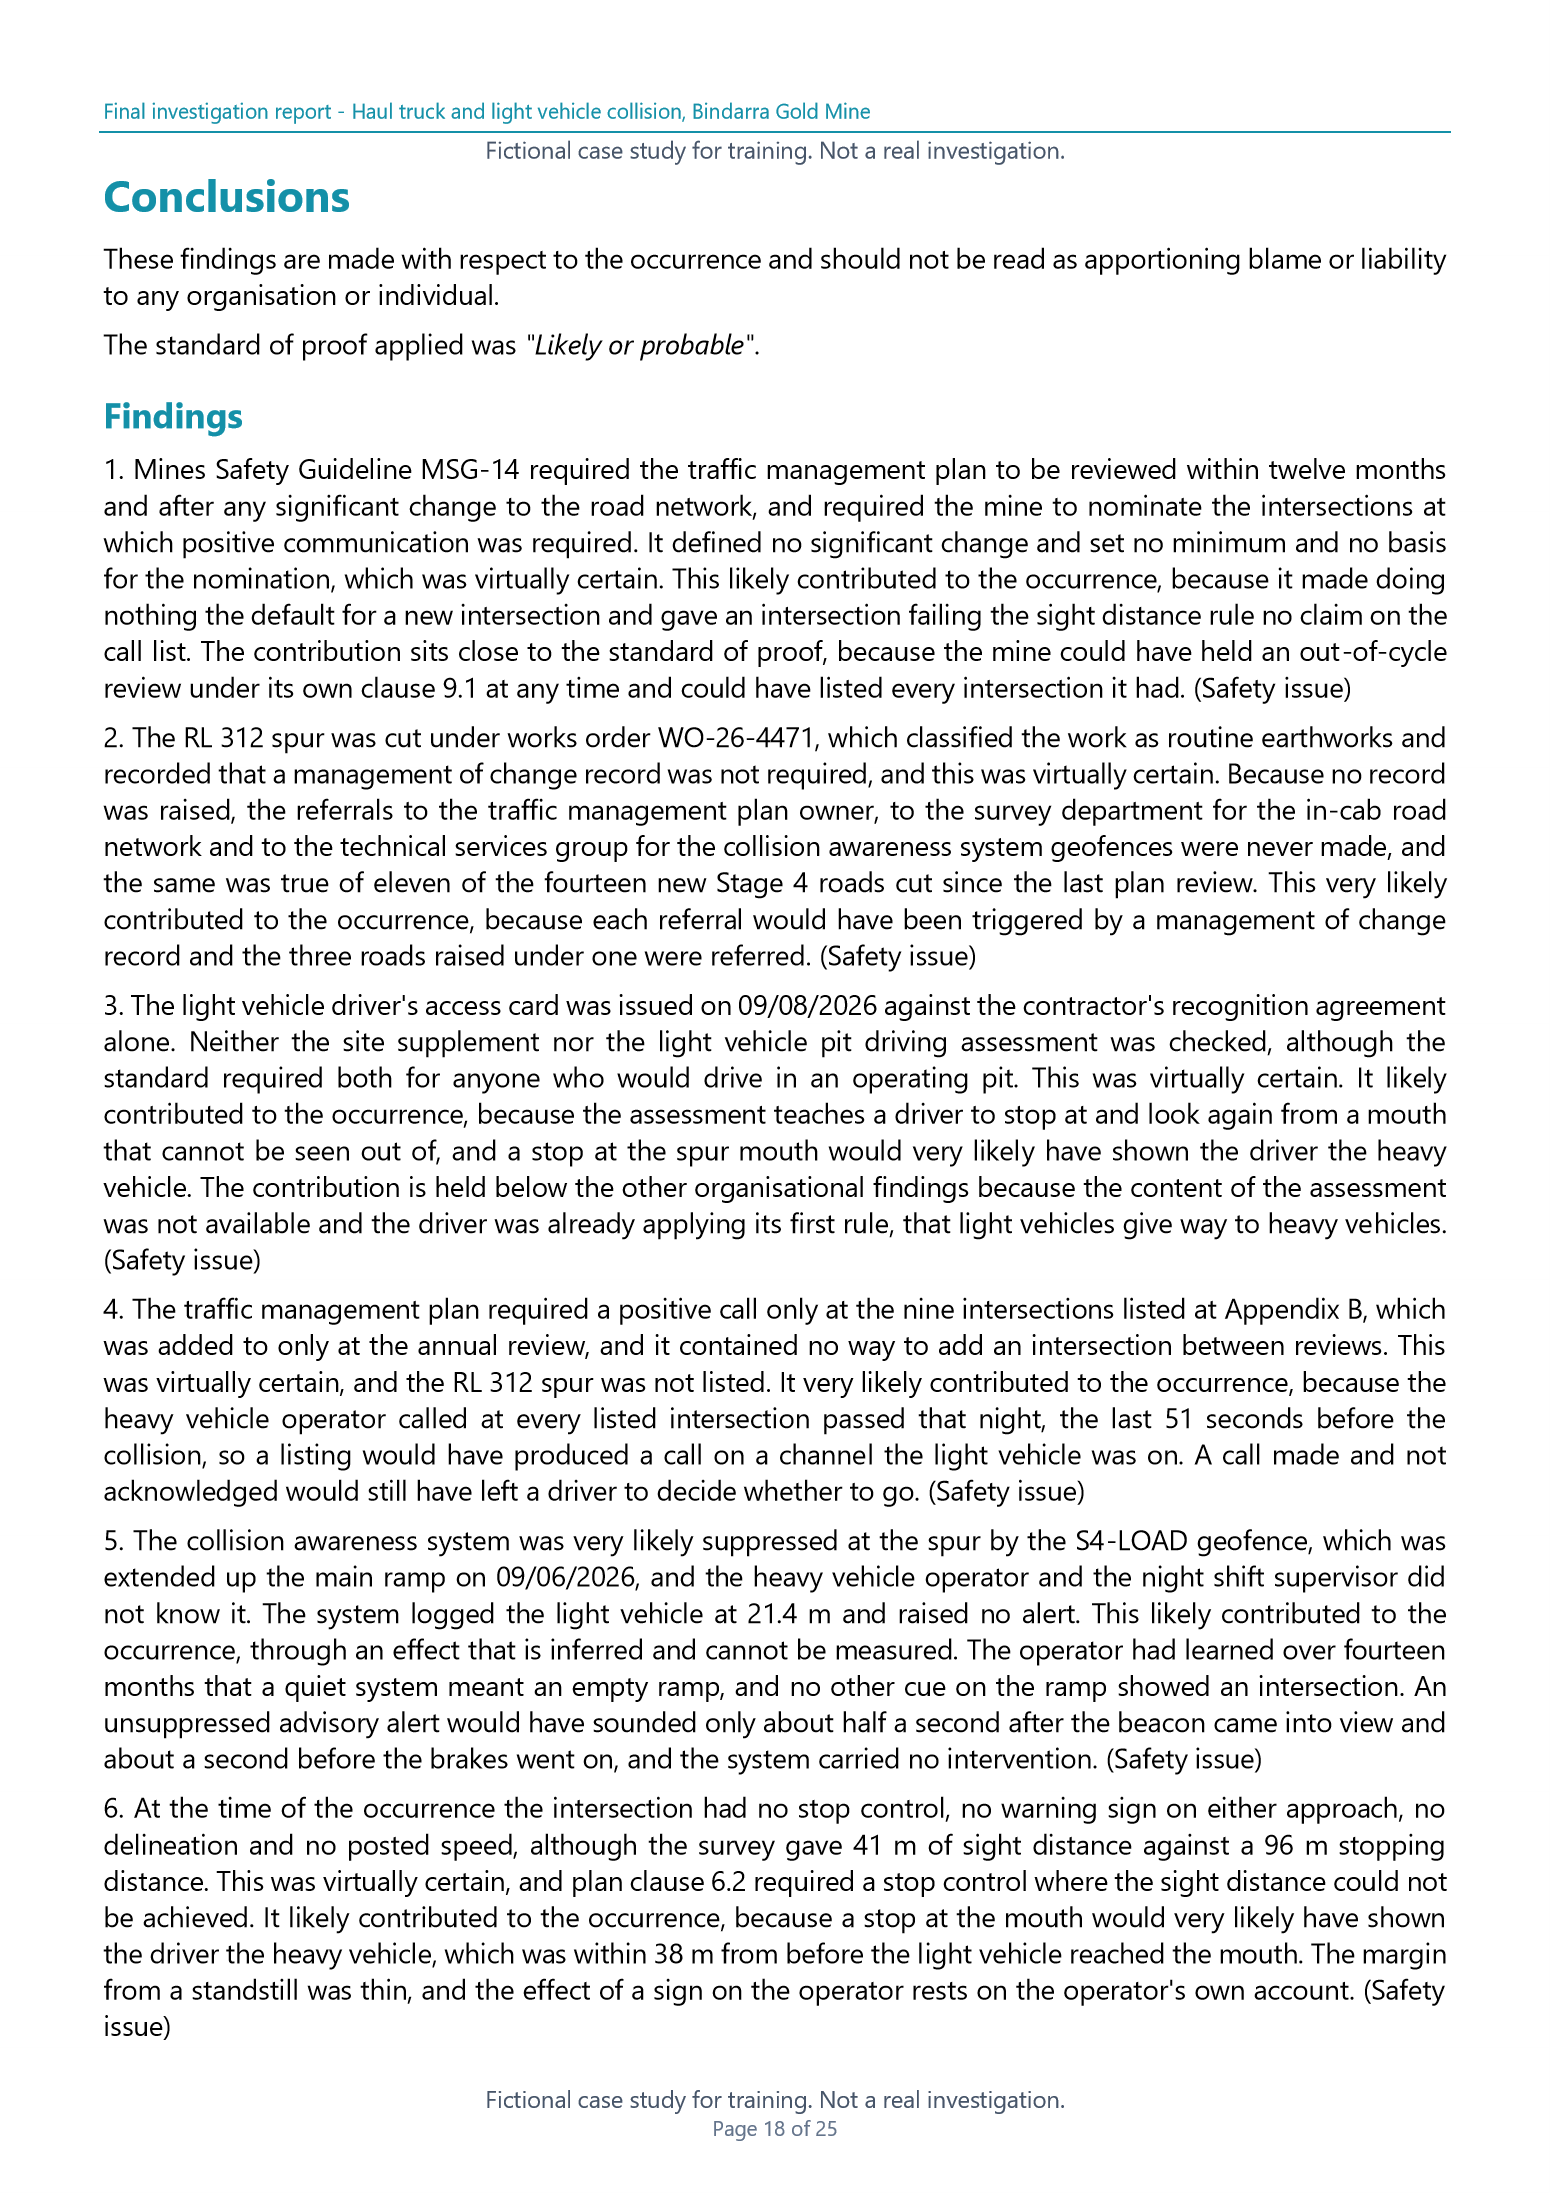 Final investigation report - Haul truck and light vehicle collision, Bindarra Gold Mine
Fictional case study for training. Not a real investigation.
Conclusions
These findings are made with respect to the occurrence and should not be read as apportioning blame or liability
to any organisation or individual.
The standard of proof applied was "Likely or probable".
Findings
1. Mines Safety Guideline MSG-14 required the traffic management plan to be reviewed within twelve months
and after any significant change to the road network, and required the mine to nominate the intersections at
which positive communication was required. It defined no significant change and set no minimum and no basis
for the nomination, which was virtually certain. This likely contributed to the occurrence, because it made doing
nothing the default for a new intersection and gave an intersection failing the sight distance rule no claim on the
call list. The contribution sits close to the standard of proof, because the mine could have held an out-of-cycle
review under its own clause 9.1 at any time and could have listed every intersection it had. (Safety issue)
2. The RL 312 spur was cut under works order WO-26-4471, which classified the work as routine earthworks and
recorded that a management of change record was not required, and this was virtually certain. Because no record
was raised, the referrals to the traffic management plan owner, to the survey department for the in-cab road
network and to the technical services group for the collision awareness system geofences were never made, and
the same was true of eleven of the fourteen new Stage 4 roads cut since the last plan review. This very likely
contributed to the occurrence, because each referral would have been triggered by a management of change
record and the three roads raised under one were referred. (Safety issue)
3. The light vehicle driver's access card was issued on 09/08/2026 against the contractor's recognition agreement
alone. Neither the site supplement nor the light vehicle pit driving assessment was checked, although the
standard required both for anyone who would drive in an operating pit. This was virtually certain. It likely
contributed to the occurrence, because the assessment teaches a driver to stop at and look again from a mouth
that cannot be seen out of, and a stop at the spur mouth would very likely have shown the driver the heavy
vehicle. The contribution is held below the other organisational findings because the content of the assessment
was not available and the driver was already applying its first rule, that light vehicles give way to heavy vehicles.
(Safety issue)
4. The traffic management plan required a positive call only at the nine intersections listed at Appendix B, which
was added to only at the annual review, and it contained no way to add an intersection between reviews. This
was virtually certain, and the RL 312 spur was not listed. It very likely contributed to the occurrence, because the
heavy vehicle operator called at every listed intersection passed that night, the last 51 seconds before the
collision, so a listing would have produced a call on a channel the light vehicle was on. A call made and not
acknowledged would still have left a driver to decide whether to go. (Safety issue)
5. The collision awareness system was very likely suppressed at the spur by the S4-LOAD geofence, which was
extended up the main ramp on 09/06/2026, and the heavy vehicle operator and the night shift supervisor did
not know it. The system logged the light vehicle at 21.4 m and raised no alert. This likely contributed to the
occurrence, through an effect that is inferred and cannot be measured. The operator had learned over fourteen
months that a quiet system meant an empty ramp, and no other cue on the ramp showed an intersection. An
unsuppressed advisory alert would have sounded only about half a second after the beacon came into view and
about a second before the brakes went on, and the system carried no intervention. (Safety issue)
6. At the time of the occurrence the intersection had no stop control, no warning sign on either approach, no
delineation and no posted speed, although the survey gave 41 m of sight distance against a 96 m stopping
distance. This was virtually certain, and plan clause 6.2 required a stop control where the sight distance could not
be achieved. It likely contributed to the occurrence, because a stop at the mouth would very likely have shown
the driver the heavy vehicle, which was within 38 m from before the light vehicle reached the mouth. The margin
from a standstill was thin, and the effect of a sign on the operator rests on the operator's own account. (Safety
issue)
Fictional case study for training. Not a real investigation.
Page 18 of 25